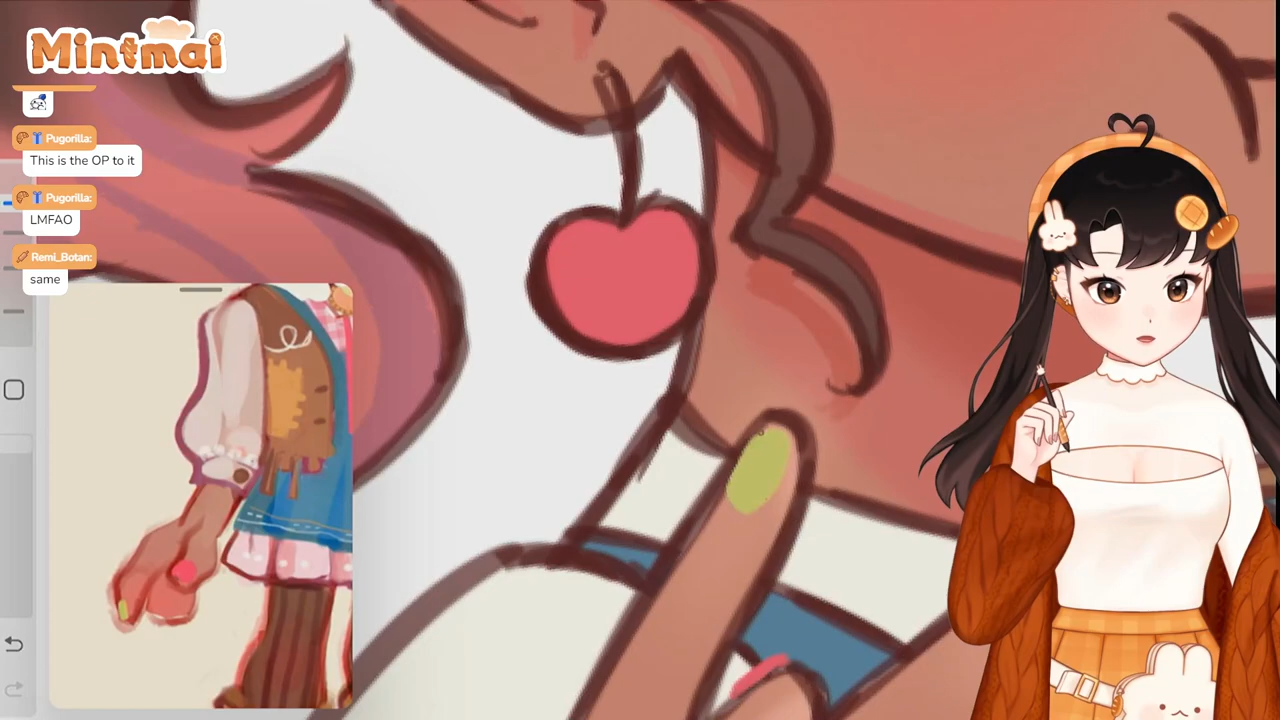 Mintmai
Pugorilla:
This is the OP to it
Pugorilla:
LMFAO
Remi_Botan:
same